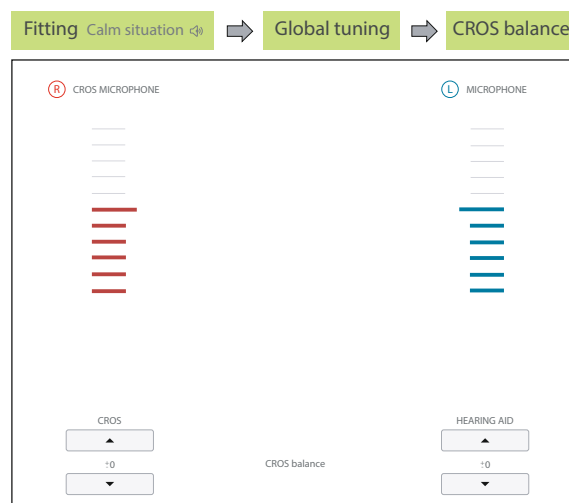 Fitting Calm situation
Global tuning
CROS balance
R CROS MICROPHONE
L MICROPHONE
CROS
HEARING AID
±0
CROS balance
±0